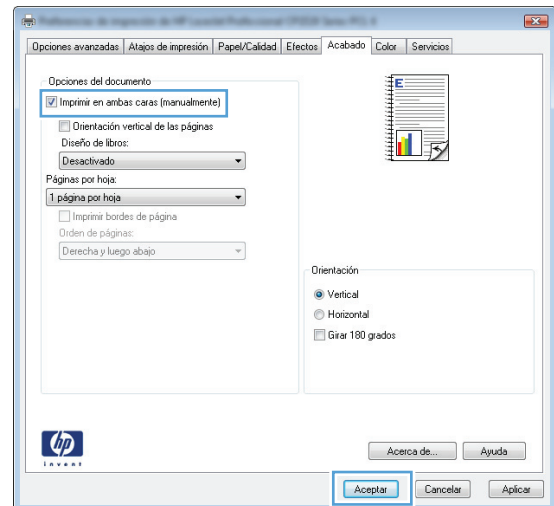 Opciones avanzadas Atajos de impresión Papel/Calidad Efectos Acabado Color Servicios
Opciones del documento
Imprimir en ambas caras (manualmente)
Orientación vertical de las páginas
Diseño de libros:
Desactivado
Páginas por hoja:
1 página por hoja
Imprimir bordes de página
Orden de páginas:
Derecha y luego abajo
E
Orientación
Vertical
Horizontal
Girar 180 grados
hp
invent
Acerca de... Ayuda
Aceptar Cancelar Aplicar